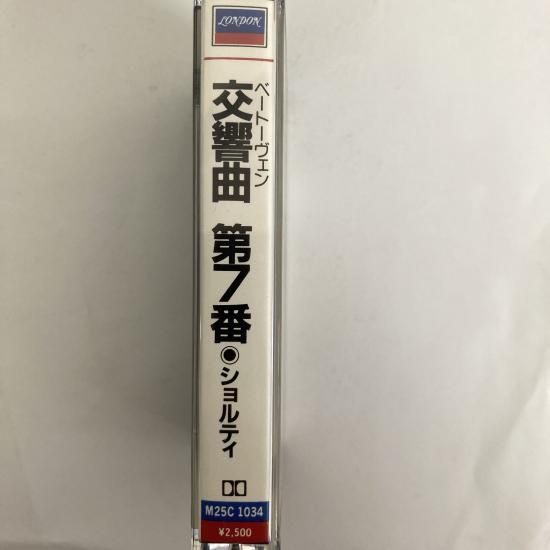 LONDON
ベートーヴェン
交響曲 第7番◉ショルティ
M25C 1034
¥2,500